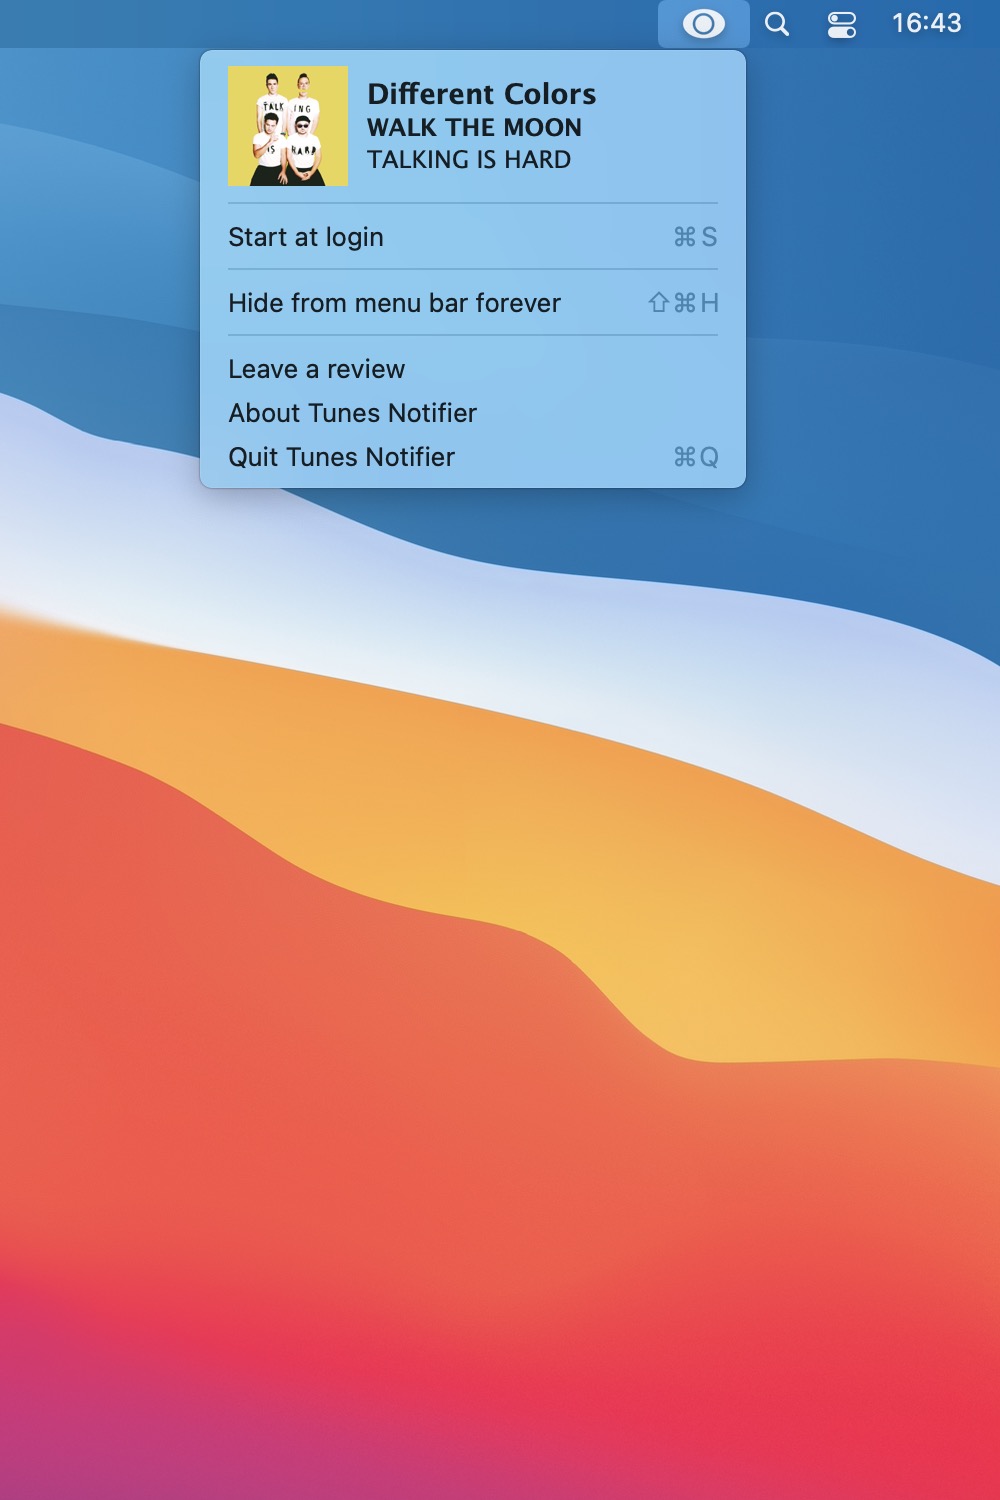 16:43
Different Colors
WALK THE MOON
TALKING IS HARD
TALK ING
IS HARD
Start at login ⌘S
Hide from menu bar forever ⇧⌘H
Leave a review
About Tunes Notifier
Quit Tunes Notifier ⌘Q